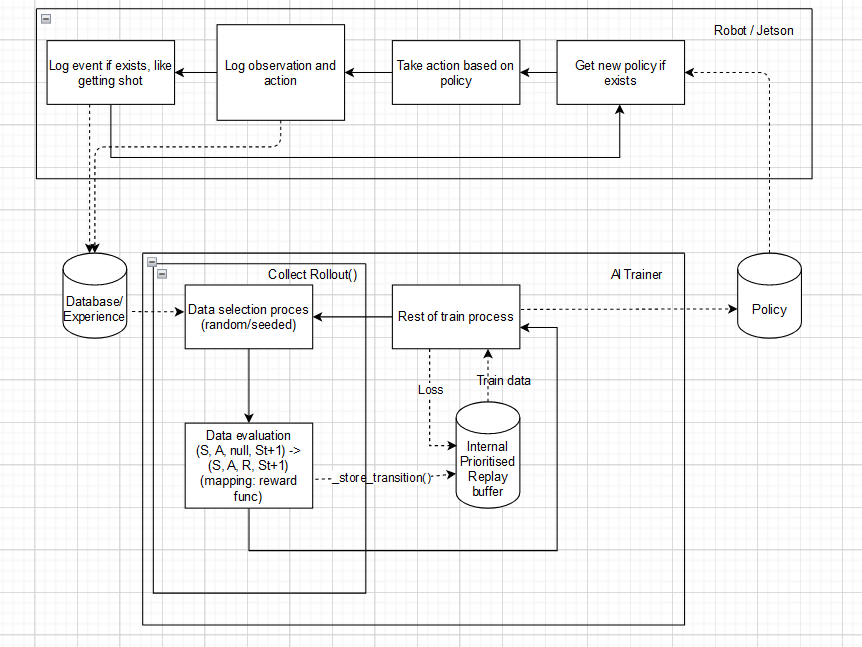 Robot / Jetson
Log event if exists, like
getting shot
Log observation and
action
Take action based on
policy
Get new policy if
exists
Database/
Experience
AI Trainer
Collect Rollout()
Data selection proces
(random/seeded)
Rest of train process
Policy
Loss
Train data
Data evaluation
(S, A, null, St+1) ->
(S, A, R, St+1)
(mapping: reward
func)
_store_transition()
Internal
Prioritised
Replay
buffer